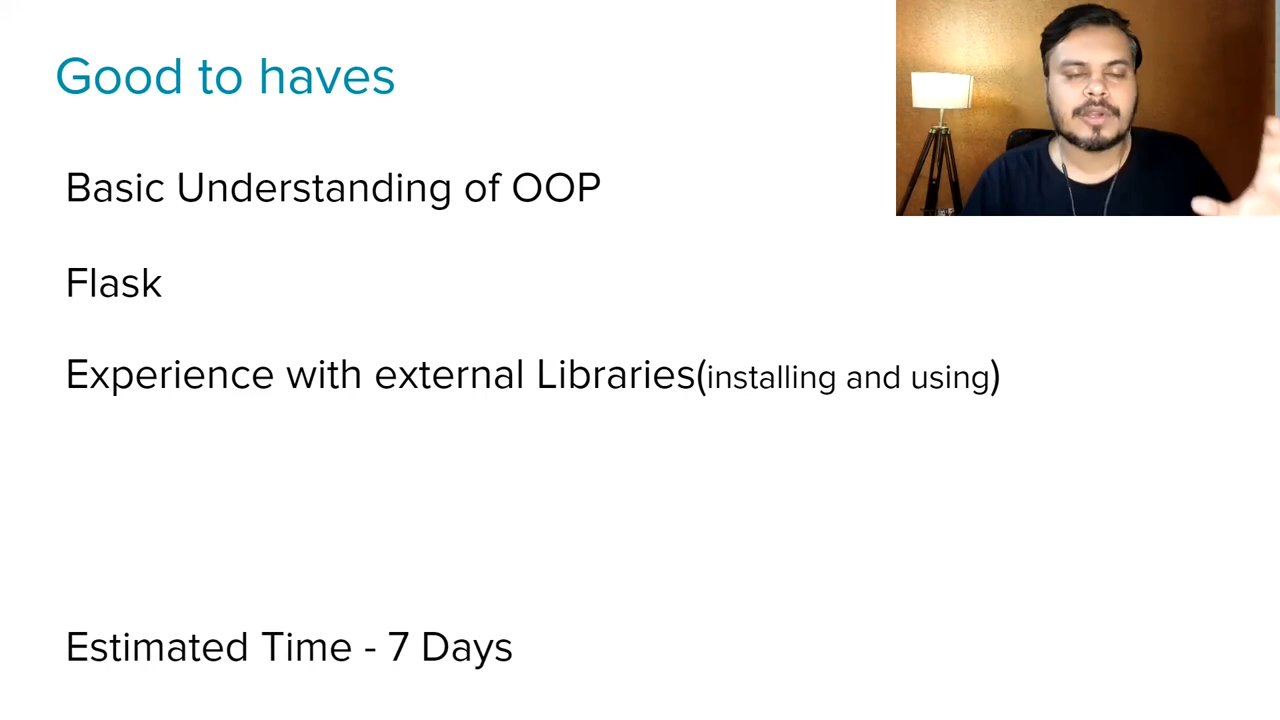 Good to haves
Basic Understanding of OOP
Flask
Experience with external Libraries(installing and using)
Estimated Time - 7 Days